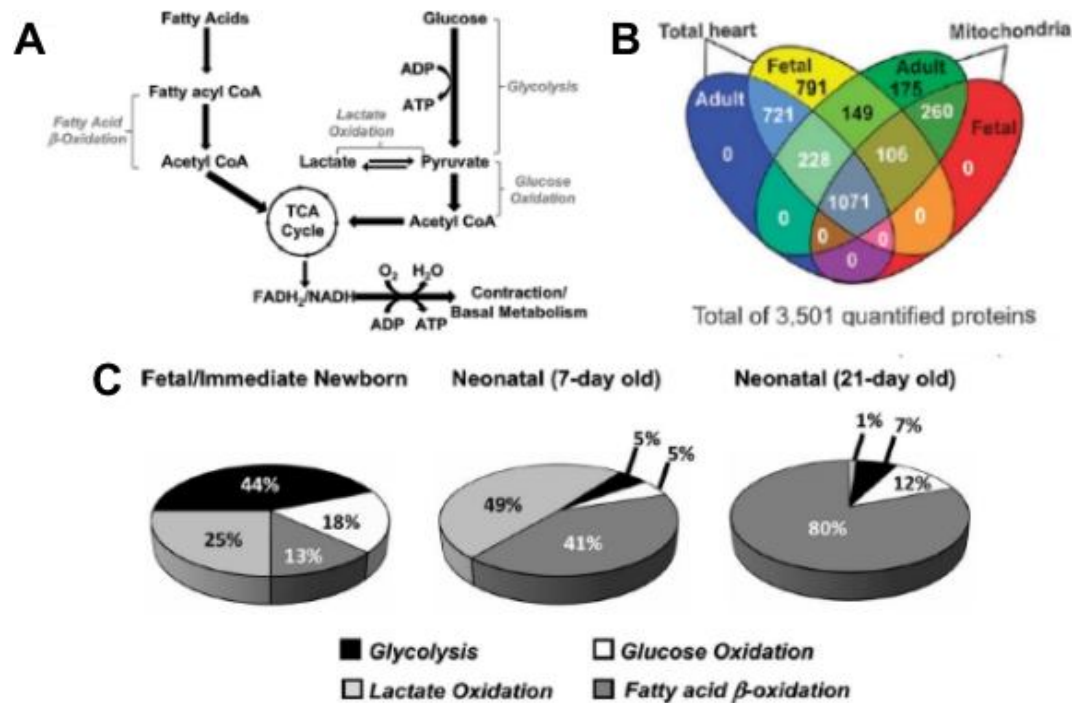 A
Fatty Acids
Fatty acyl CoA
Fatty Acid
β-Oxidation
Acetyl CoA
Glucose
ADP
ATP
Glycolysis
Lactate
Oxidation
Lactate
Pyruvate
Glucose
Oxidation
Acetyl CoA
TCA
Cycle
O2 H2O
FADH2/NADH
ADP ATP
Contraction/
Basal Metabolism
B
Total heart
Mitochondria
Fetal
791
Adult
175
Adult
721
149
260
Fetal
0
228
106
0
1071
0
0
0
0
0
Total of 3,501 quantified proteins
C
Fetal/Immediate Newborn
44%
18%
25%
13%
Neonatal (7-day old)
5%
5%
49%
41%
Neonatal (21-day old)
1%
7%
12%
80%
Glycolysis
Glucose Oxidation
Lactate Oxidation
Fatty acid β-oxidation